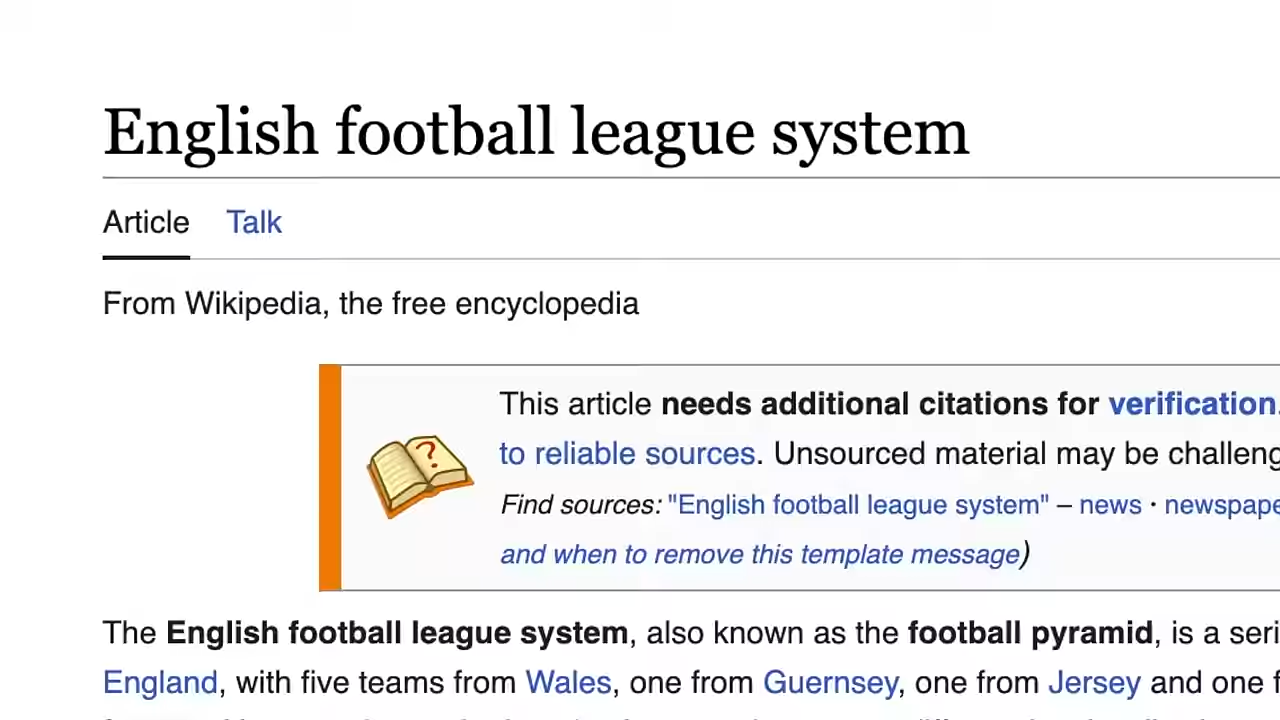 English football league system
Article Talk
From Wikipedia, the free encyclopedia
This article needs additional citations for verification.
to reliable sources. Unsourced material may be challeng
Find sources: "English football league system" – news · newspape
and when to remove this template message)
The English football league system, also known as the football pyramid, is a seri
England, with five teams from Wales, one from Guernsey, one from Jersey and one f